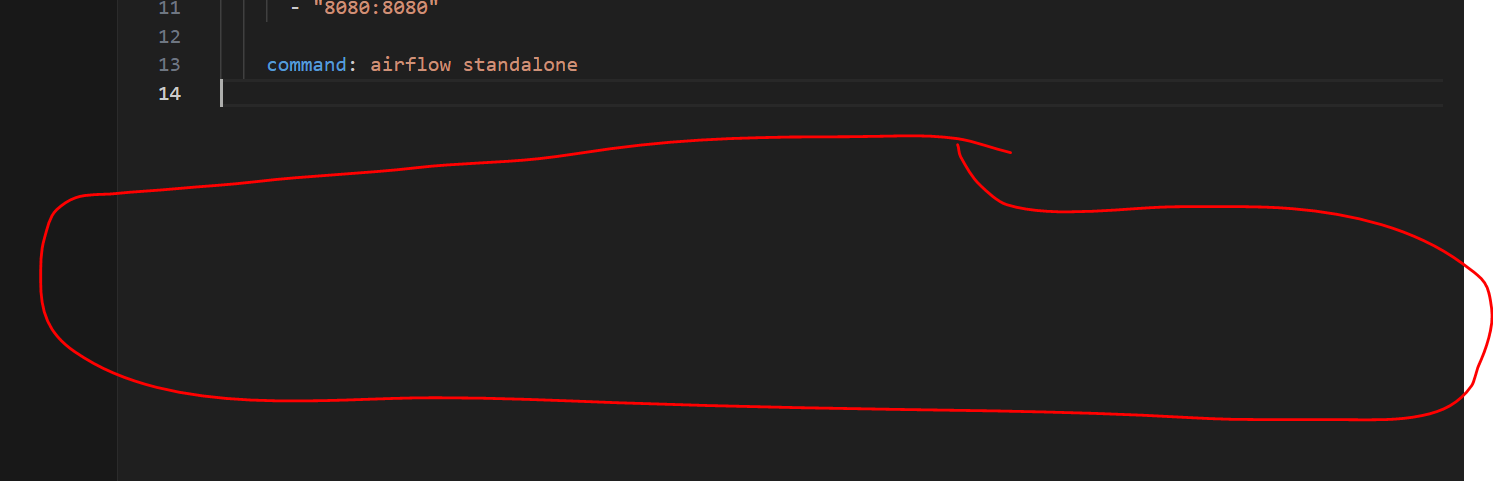 11 - "8080:8080"
12
13 command: airflow standalone
14